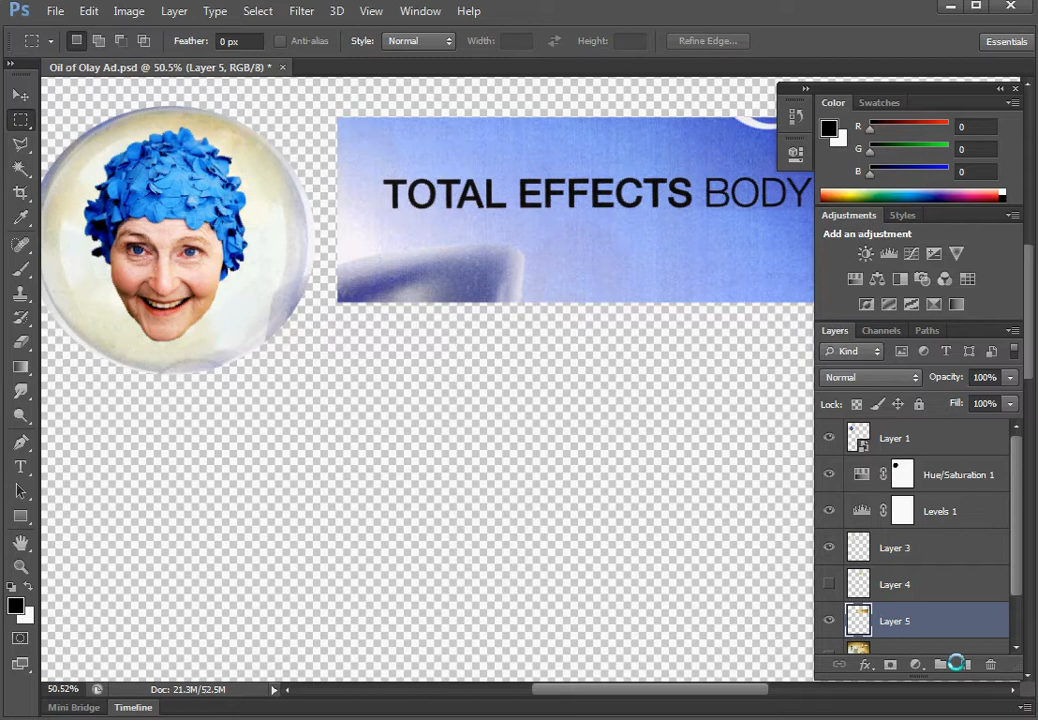 Ps File Edit Image Layer Type Select Filter 3D View Window Help
Feather: 0 px Anti-alias Style: Normal Width: Height: Refine Edge... Essentials
Oil of Olay Ad.psd @ 50.5% (Layer 5, RGB/8) * ×
TOTAL EFFECTS BODY
Color Swatches
R 0
G 0
B 0
Adjustments Styles
Add an adjustment
Layers Channels Paths
Kind
Normal Opacity: 100%
Lock: Fill: 100%
Layer 1
Hue/Saturation 1
Levels 1
Layer 3
Layer 4
Layer 5
50.52% Doc: 21.3M/52.5M
Mini Bridge Timeline